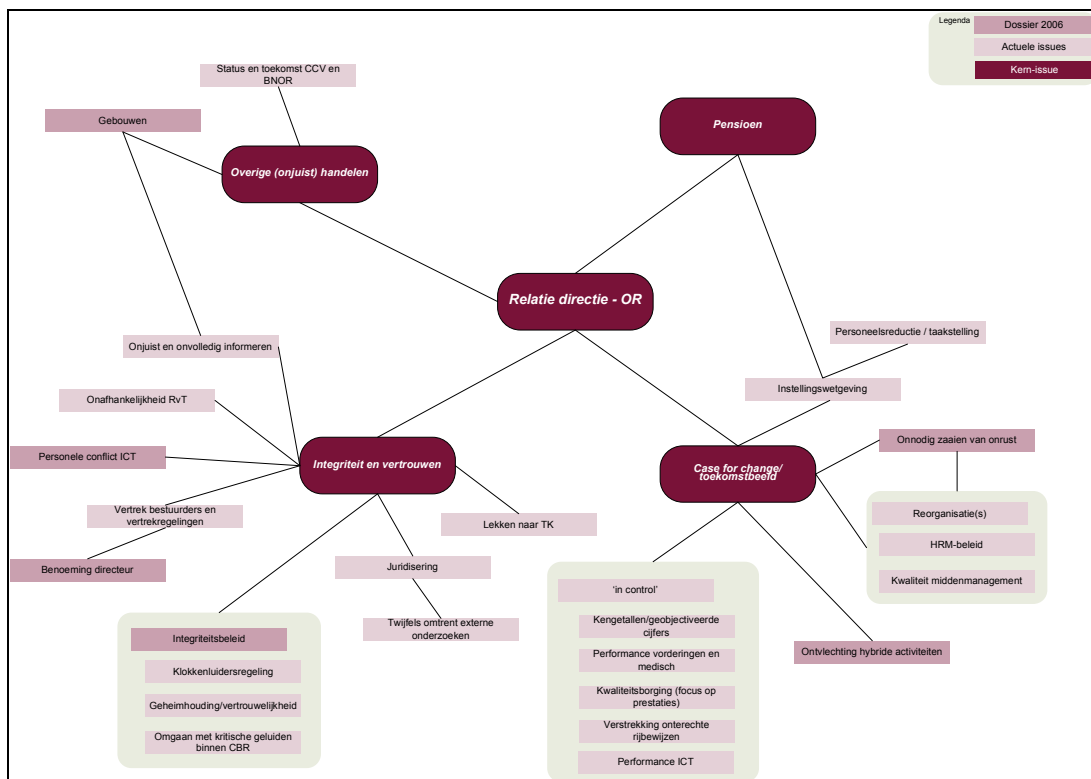 Legenda
Dossier 2006
Actuele issues
Kern-issue
Status en toekomst CCV en
BNOR
Gebouwen
Pensioen
Overige (onjuist) handelen
Relatie directie - OR
Personeelsreductie / taakstelling
Onjuist en onvolledig informeren
Instellingswetgeving
Onafhankelijkheid RvT
Onnodig zaaien van onrust
Personele conflict ICT
Integriteit en vertrouwen
Case for change/
toekomstbeeld
Vertrek bestuurders en
vertrekregelingen
Lekken naar TK
Reorganisatie(s)
HRM-beleid
Kwaliteit middenmanagement
Benoeming directeur
Juridisering
'in control'
Twijfels omtrent externe
onderzoeken
Kengetallen/geobjectiveerde
cijfers
Integriteitsbeleid
Ontvlechting hybride activiteiten
Performance vorderingen en
medisch
Klokkenluidersregeling
Kwaliteitsborging (focus op
prestaties)
Geheimhouding/vertrouwelijkheid
Verstrekking onterechte
rijbewijzen
Omgaan met kritische geluiden
binnen CBR
Performance ICT